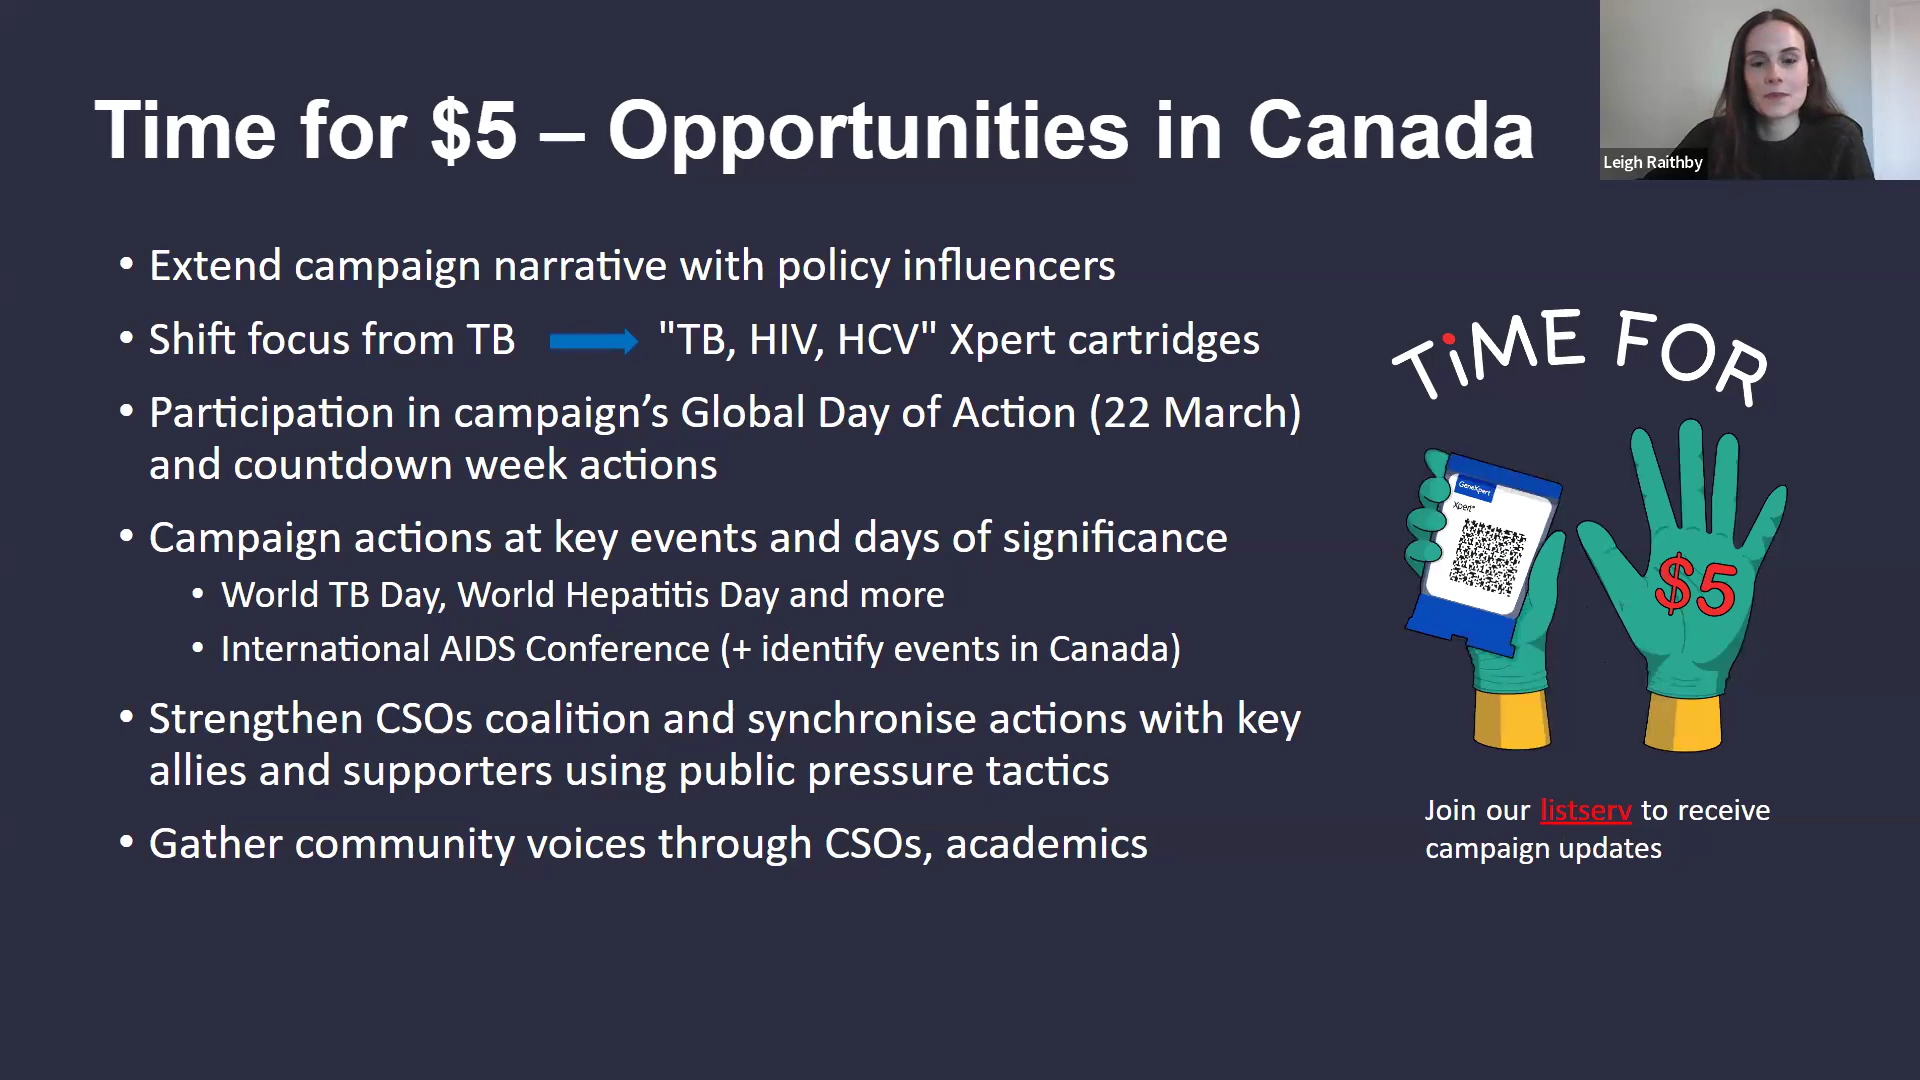 Time for $5 – Opportunities in Canada
Leigh Raithby
• Extend campaign narrative with policy influencers
• Shift focus from TB "TB, HIV, HCV" Xpert cartridges
• Participation in campaign’s Global Day of Action (22 March)
and countdown week actions
• Campaign actions at key events and days of significance
• World TB Day, World Hepatitis Day and more
• International AIDS Conference (+ identify events in Canada)
• Strengthen CSOs coalition and synchronise actions with key
allies and supporters using public pressure tactics
• Gather community voices through CSOs, academics
TiME FOR
GeneXpert
Xpert®
$5
Join our listserv to receive
campaign updates